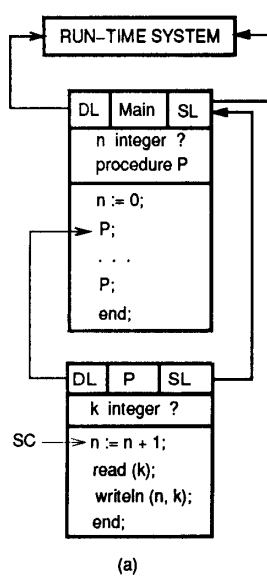 RUN-TIME SYSTEM
DL Main SL
n integer ?
procedure P
n := 0;
P;
. . .
P;
end;
DL P SL
k integer ?
SC n := n + 1;
read (k);
writeln (n, k);
end;
(a)